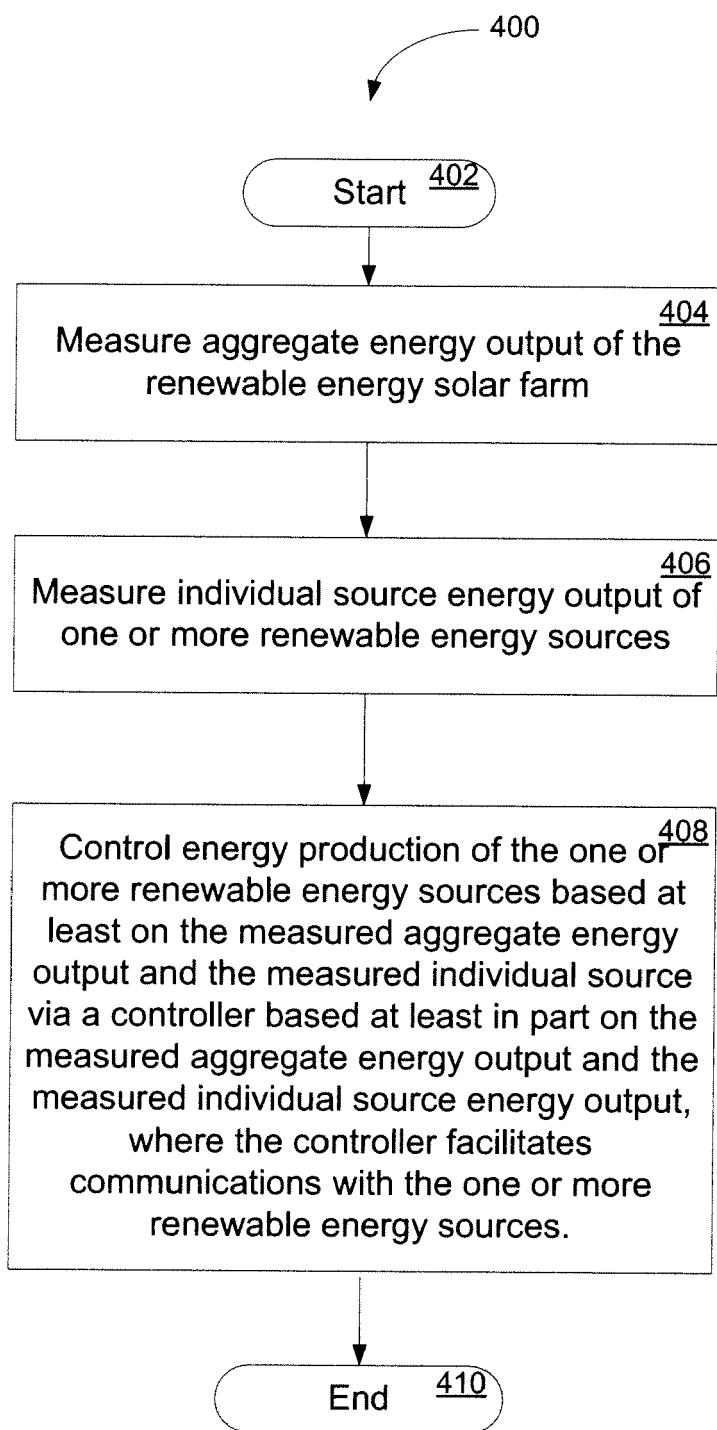 400
Start 402
404
Measure aggregate energy output of the
renewable energy solar farm
406
Measure individual source energy output of
one or more renewable energy sources
408
Control energy production of the one or
more renewable energy sources based at
least on the measured aggregate energy
output and the measured individual source
via a controller based at least in part on the
measured aggregate energy output and the
measured individual source energy output,
where the controller facilitates
communications with the one or more
renewable energy sources.
End 410